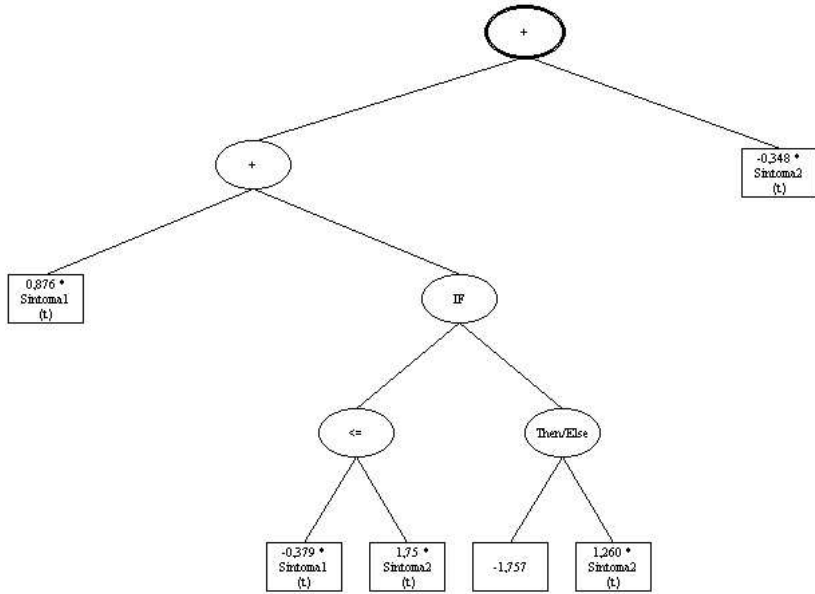 +
+
-0,348 *
Sintoma2
(t)
0,876 *
Sintoma1
(t)
IF
<=
Then/Else
-0,379 *
Sintoma1
(t)
1,75 *
Sintoma2
(t)
-1,757
1,260 *
Sintoma2
(t)